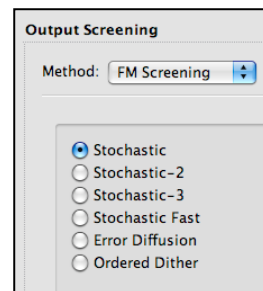 Output Screening
Method: FM Screening
Stochastic
Stochastic-2
Stochastic-3
Stochastic Fast
Error Diffusion
Ordered Dither